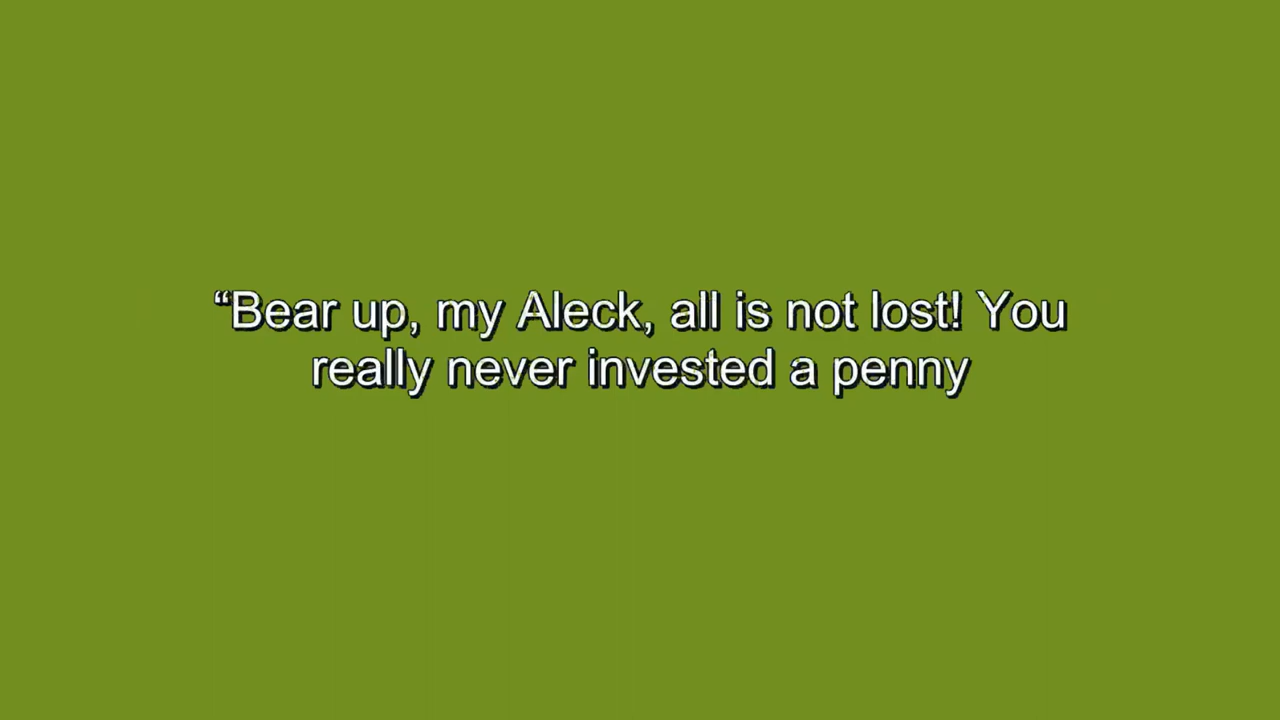 “Bear up, my Aleck, all is not lost! You
really never invested a penny